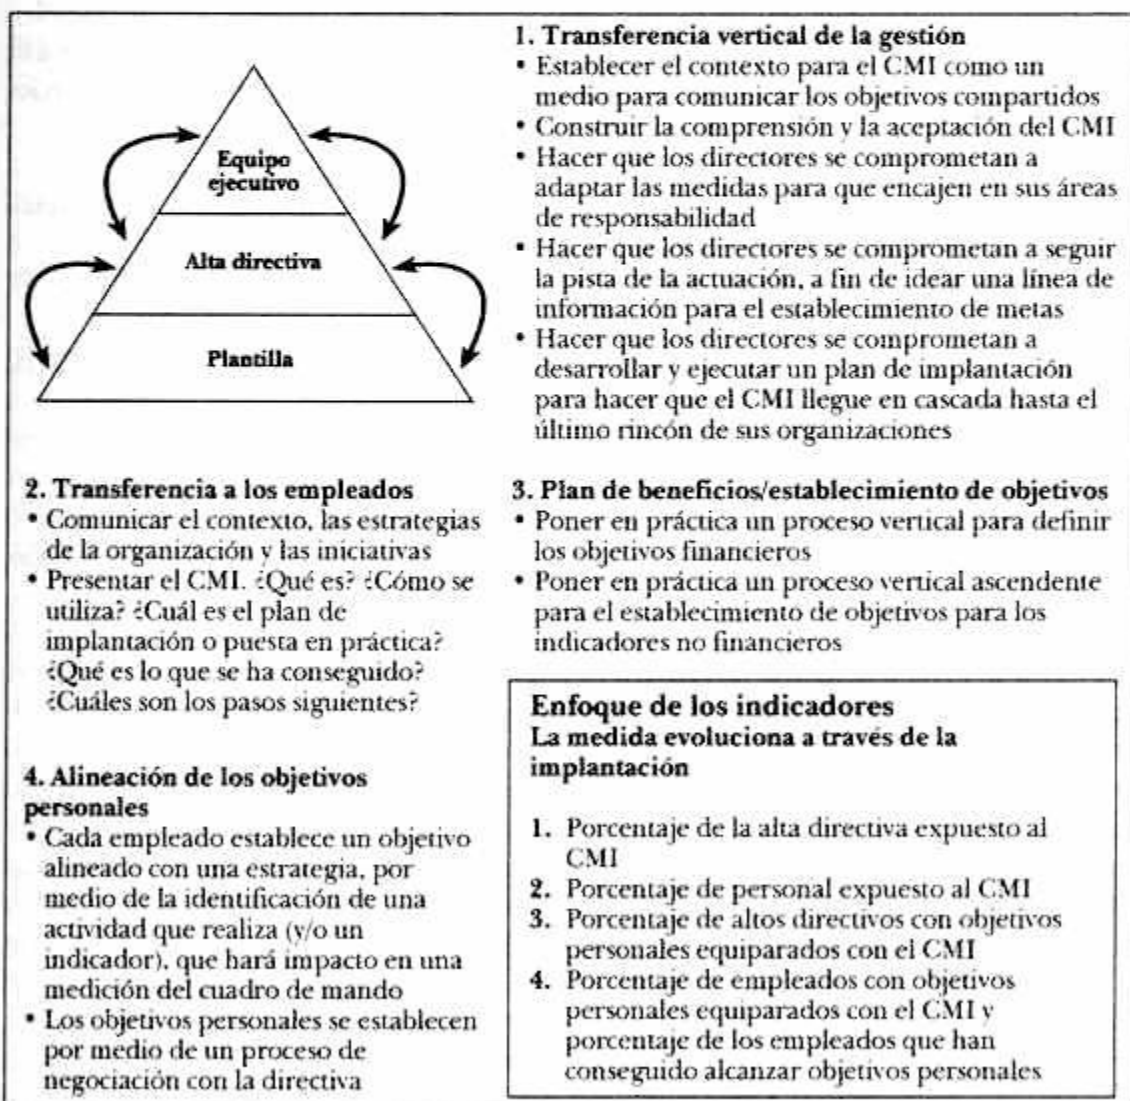 Equipo
ejecutivo
Alta directiva
Plantilla
1. Transferencia vertical de la gestión
• Establecer el contexto para el CMI como un
medio para comunicar los objetivos compartidos
• Construir la comprensión y la aceptación del CMI
• Hacer que los directores se comprometan a
adaptar las medidas para que encajen en sus áreas
de responsabilidad
• Hacer que los directores se comprometan a seguir
la pista de la actuación, a fin de idear una línea de
información para el establecimiento de metas
• Hacer que los directores se comprometan a
desarrollar y ejecutar un plan de implantación
para hacer que el CMI llegue en cascada hasta el
último rincón de sus organizaciones
2. Transferencia a los empleados
• Comunicar el contexto, las estrategias
de la organización y las iniciativas
• Presentar el CMI. ¿Qué es? ¿Cómo se
utiliza? ¿Cuál es el plan de
implantación o puesta en práctica?
¿Qué es lo que se ha conseguido?
¿Cuáles son los pasos siguientes?
3. Plan de beneficios/establecimiento de objetivos
• Poner en práctica un proceso vertical para definir
los objetivos financieros
• Poner en práctica un proceso vertical ascendente
para el establecimiento de objetivos para los
indicadores no financieros
4. Alineación de los objetivos
personales
• Cada empleado establece un objetivo
alineado con una estrategia, por
medio de la identificación de una
actividad que realiza (y/o un
indicador), que hará impacto en una
medición del cuadro de mando
• Los objetivos personales se establecen
por medio de un proceso de
negociación con la directiva
Enfoque de los indicadores
La medida evoluciona a través de la
implantación
1. Porcentaje de la alta directiva expuesto al
CMI
2. Porcentaje de personal expuesto al CMI
3. Porcentaje de altos directivos con objetivos
personales equiparados con el CMI
4. Porcentaje de empleados con objetivos
personales equiparados con el CMI y
porcentaje de los empleados que han
conseguido alcanzar objetivos personales